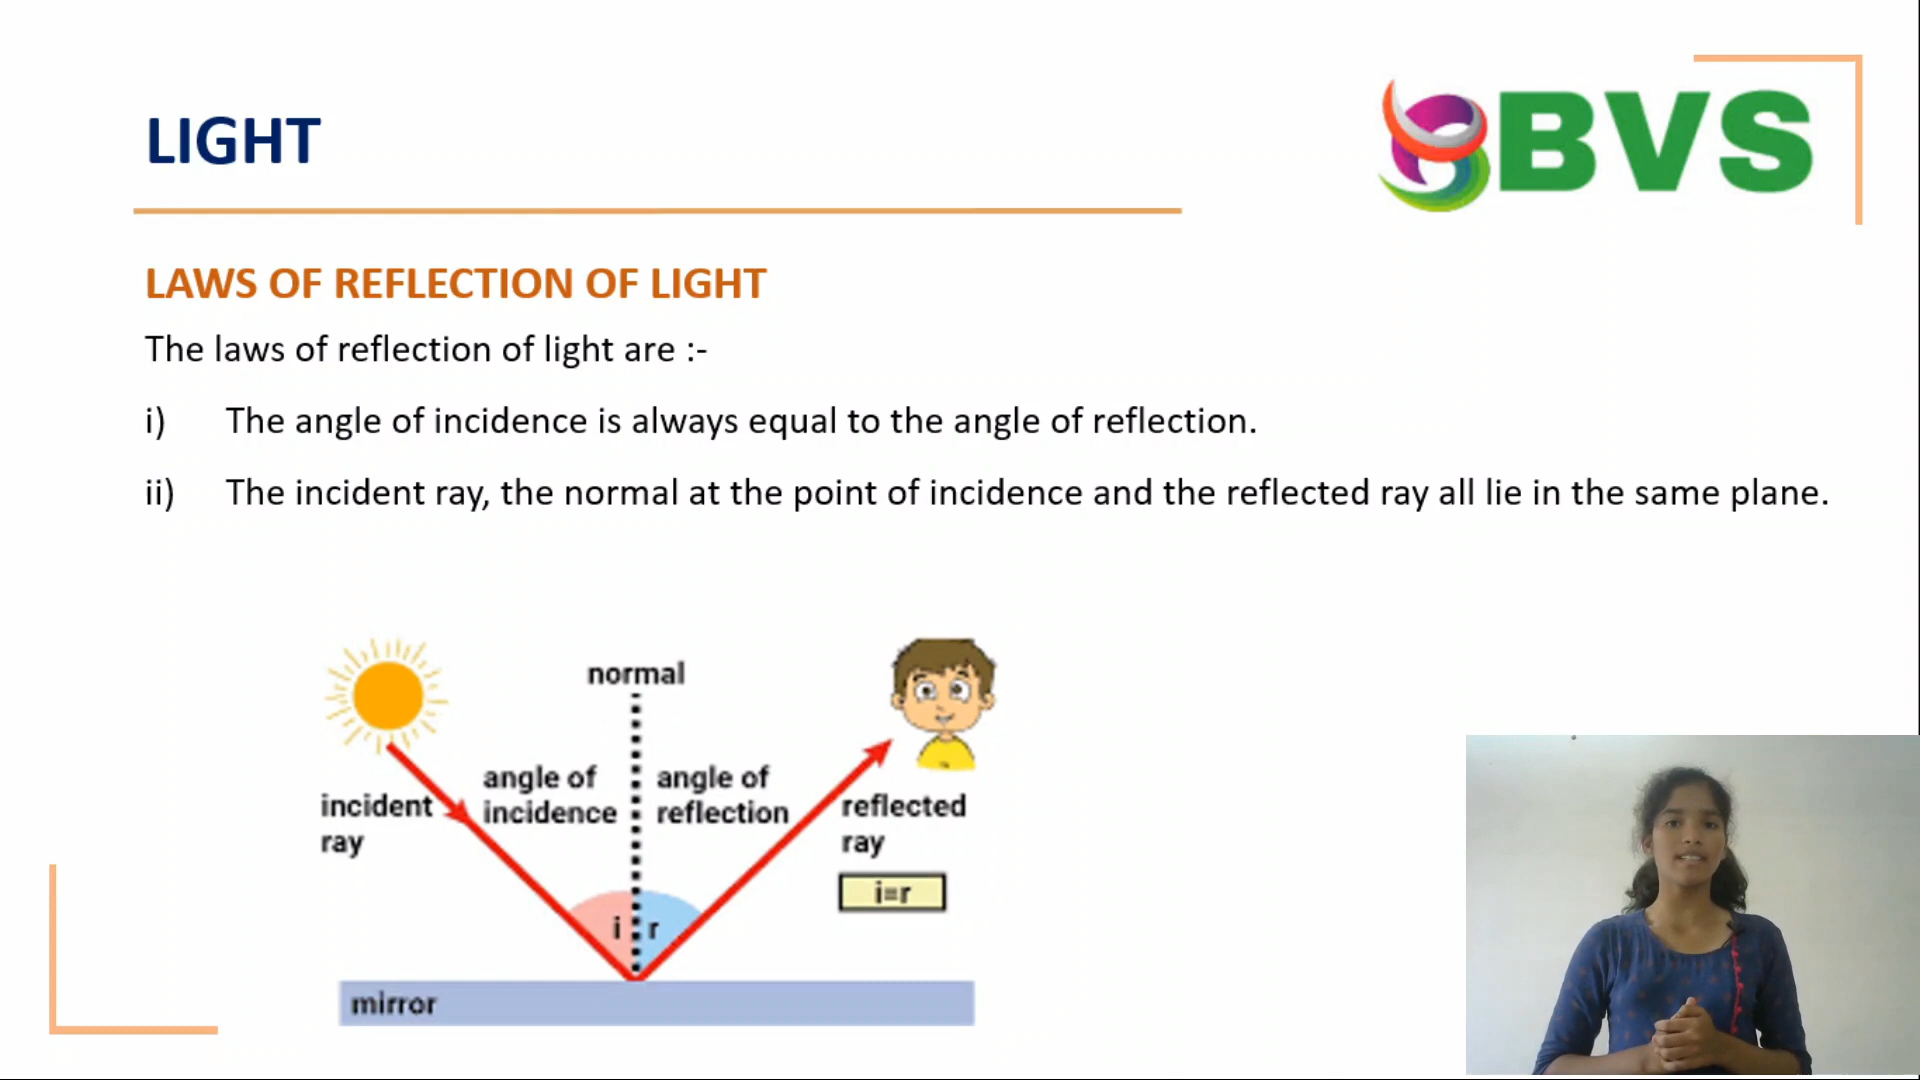 LIGHT
BVS
LAWS OF REFLECTION OF LIGHT
The laws of reflection of light are :-
i) The angle of incidence is always equal to the angle of reflection.
ii) The incident ray, the normal at the point of incidence and the reflected ray all lie in the same plane.
normal
angle of
incidence
angle of
reflection
incident
ray
reflected
ray
i=r
i
r
mirror